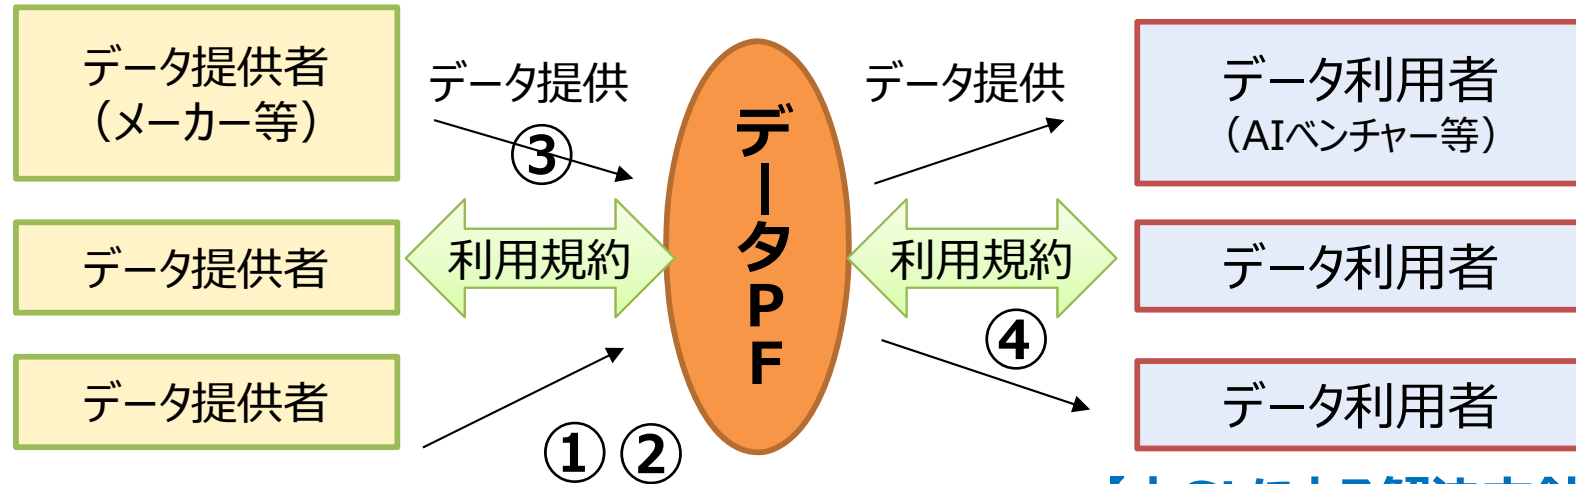 データ提供者
（メーカー等）
データ提供
③
データPF
データ提供
データ利用者
（AIベンチャー等）
データ提供者
利用規約
利用規約
データ利用者
④
データ提供者
① ②
データ利用者